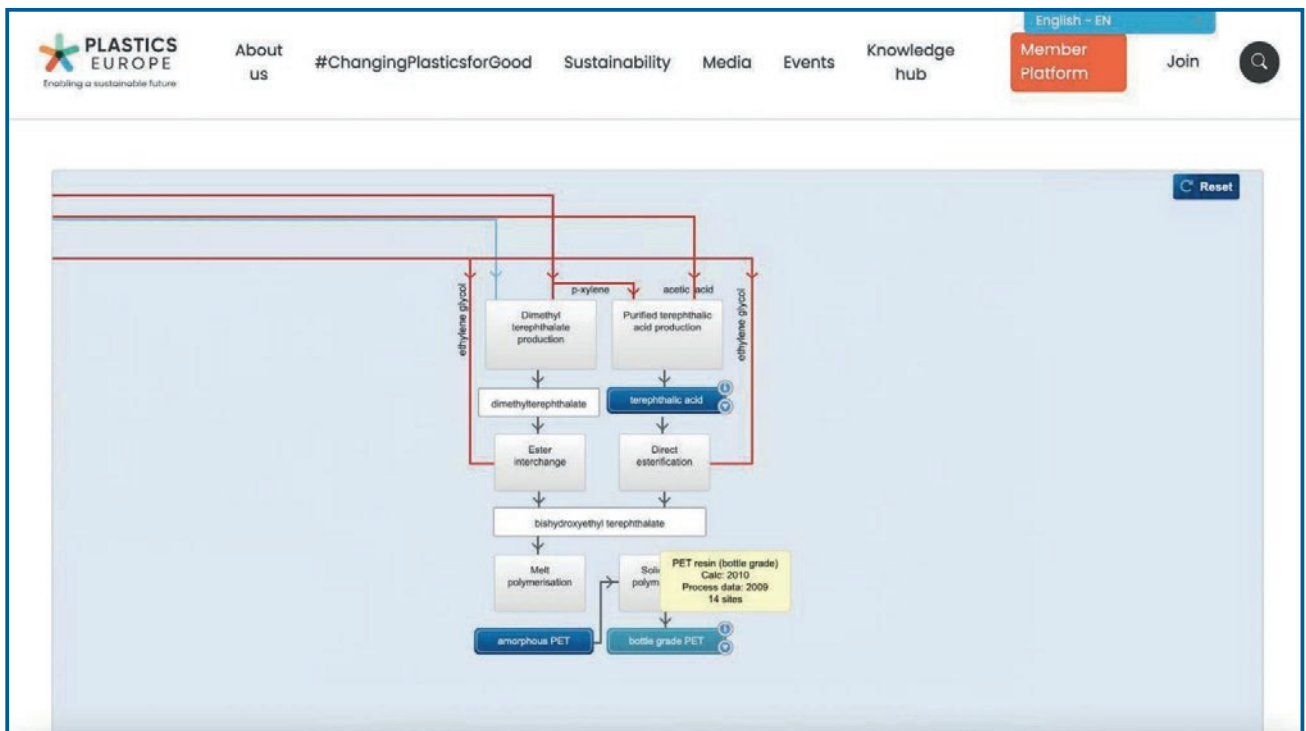 English - EN
PLASTICS
EUROPE
Enabling a sustainable future
About
us
#ChangingPlasticsforGood
Sustainability
Media
Events
Knowledge
hub
Member
Platform
Join
Reset
p-xylene
acetic acid
ethylene glycol
Dimethyl
terephthalate
production
Purified terephthalic
acid production
ethylene glycol
dimethylterephthalate
terephthalic acid
Ester
interchange
Direct
esterification
bishydroxyethyl terephthalate
Melt
polymerisation
Soli
polym
PET resin (bottle grade)
Calc: 2010
Process data: 2009
14 sites
amorphous PET
bottle grade PET